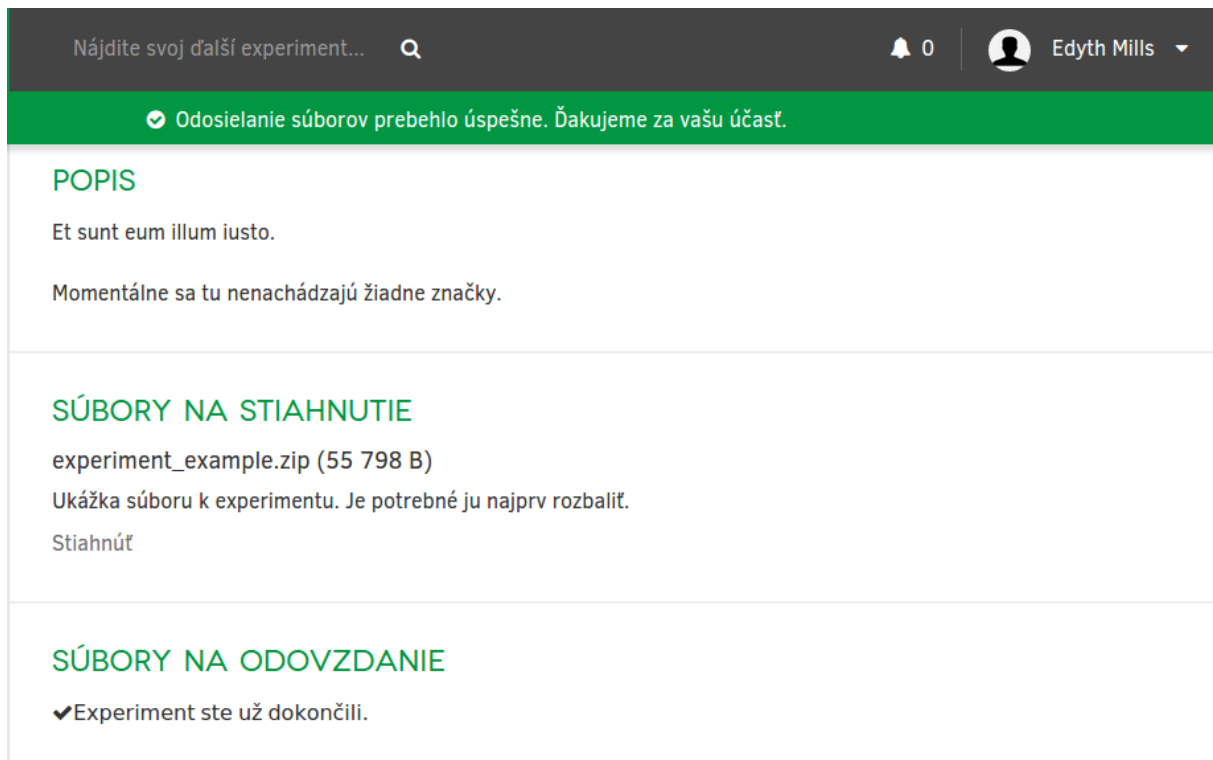 Nájdite svoj ďalší experiment...
0
Edyth Mills
Odosielanie súborov prebehlo úspešne. Ďakujeme za vašu účasť.
POPIS
Et sunt eum illum iusto.
Momentálne sa tu nenachádzajú žiadne značky.
SÚBORY NA STIAHNUTIE
experiment_example.zip (55 798 B)
Ukážka súboru k experimentu. Je potrebné ju najprv rozbaliť.
Stiahnúť
SÚBORY NA ODOVZDANIE
✔Experiment ste už dokončili.